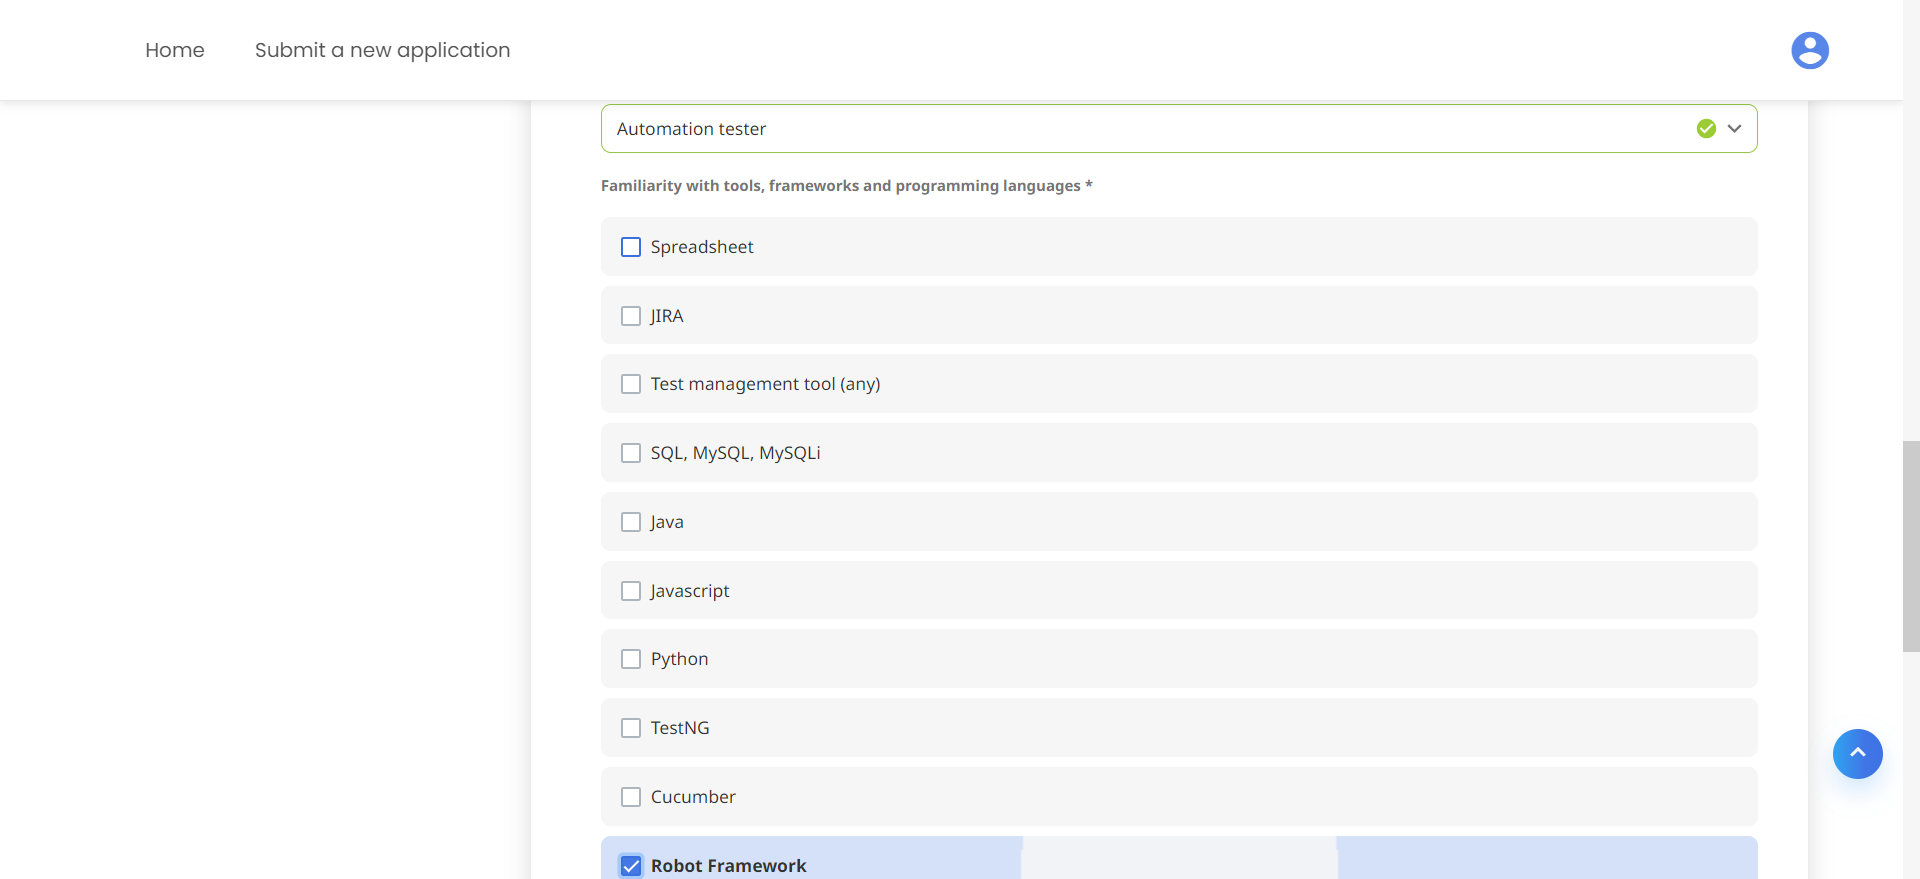 Home Submit a new application
Automation tester
Familiarity with tools, frameworks and programming languages *
Spreadsheet
JIRA
Test management tool (any)
SQL, MySQL, MySQLi
Java
Javascript
Python
TestNG
Cucumber
Robot Framework